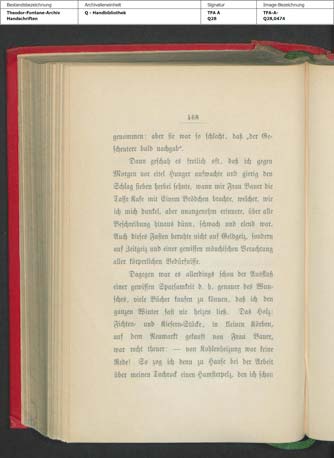 Bestandsbezeichnung Archivalieneinheit Signatur Image-Bezeichnung
Theodor-Fontane-Archiv Q - Handbibliothek TFA A TFA-A-
Handschriften Q28 Q28,0474
468
genommen: aber sie war so schlecht, daß „der Ge-
scheutere bald nachgab“.
Dann geschah es freilich oft, daß ich gegen
Morgen vor eitel Hunger aufwachte und gierig den
Schlag sieben herbei sehnte, wann mir Frau Bauer die
Tasse Kafe mit Einem Brödchen brachte, welcher, wie
ich mich dunkel, aber unangenehm erinnere, über alle
Beschreibung hinaus dünn, schwach und elend war.
Auch dieses Fasten beruhte nicht auf Geldgeiz, sondern
auf Zeitgeiz und einer gewissen mönchischen Verachtung
aller körperlichen Bedürfnisse.
Dagegen war es allerdings schon der Ausfluß
einer gewissen Sparsamkeit d. h. genauer des Wun-
sches, viele Bücher kaufen zu können, daß ich den
ganzen Winter fast nie heizen ließ. Das Holz:
Fichten- und Kiefern-Stücke, in kleinen Körben,
auf dem Neumarkt gekauft von Frau Bauer,
war recht theuer — von Kohlenheizung war keine
Rede! So zog ich denn zu Hause bei der Arbeit
über meinen Tuchrock einen Hamsterpelz, den ich schon